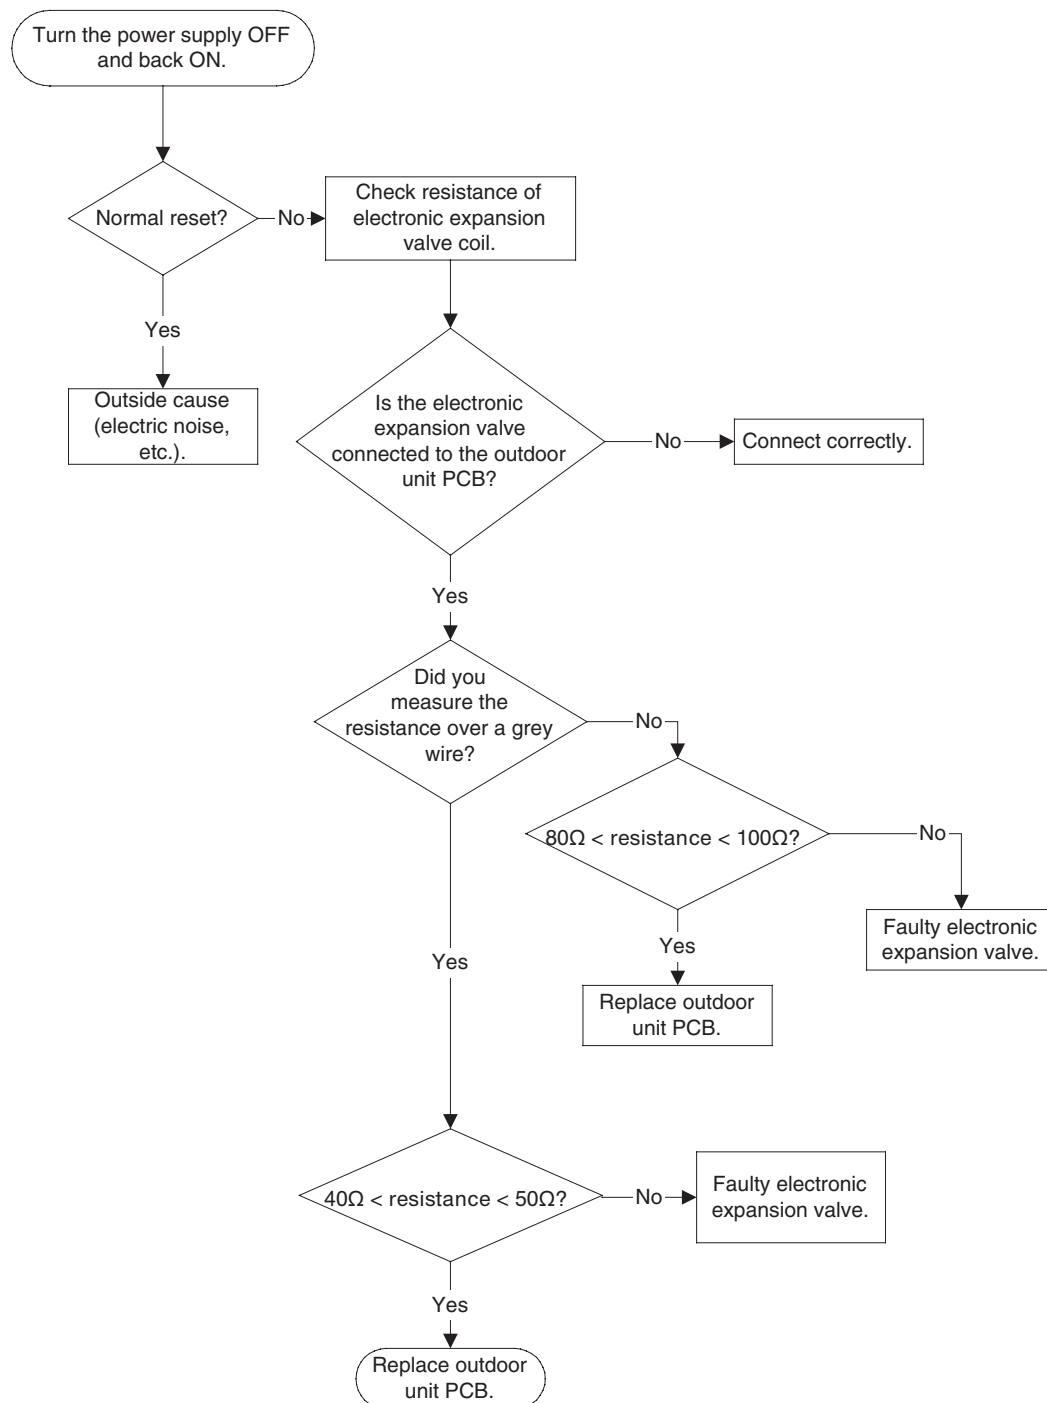 Turn the power supply OFF
and back ON.
Normal reset?
No
Check resistance of
electronic expansion
valve coil.
Yes
Outside cause
(electric noise,
etc.).
Is the electronic
expansion valve
connected to the outdoor
unit PCB?
No
Connect correctly.
Yes
Did you
measure the
resistance over a grey
wire?
No
80Ω < resistance < 100Ω?
No
Faulty electronic
expansion valve.
Yes
Replace outdoor
unit PCB.
Yes
40Ω < resistance < 50Ω?
No
Faulty electronic
expansion valve.
Yes
Replace outdoor
unit PCB.